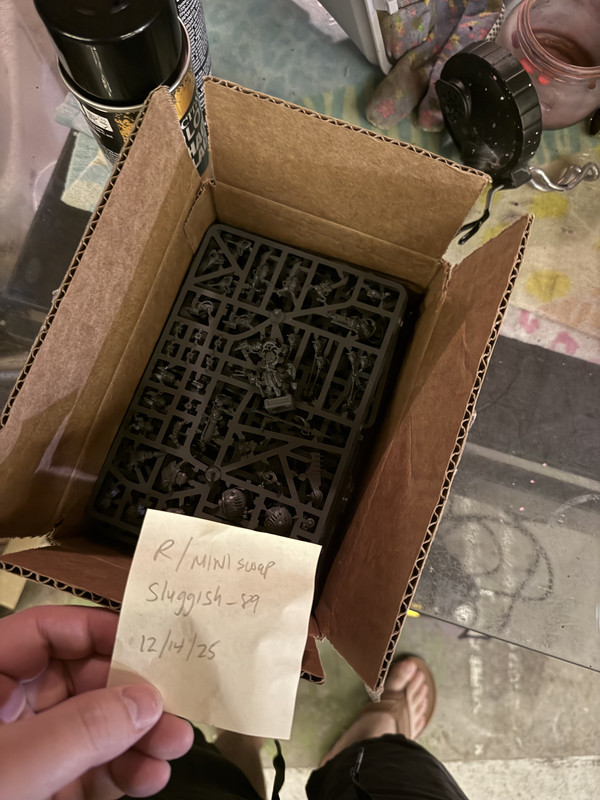 R/MINI SWAP
Sluggish_89
12/14/25